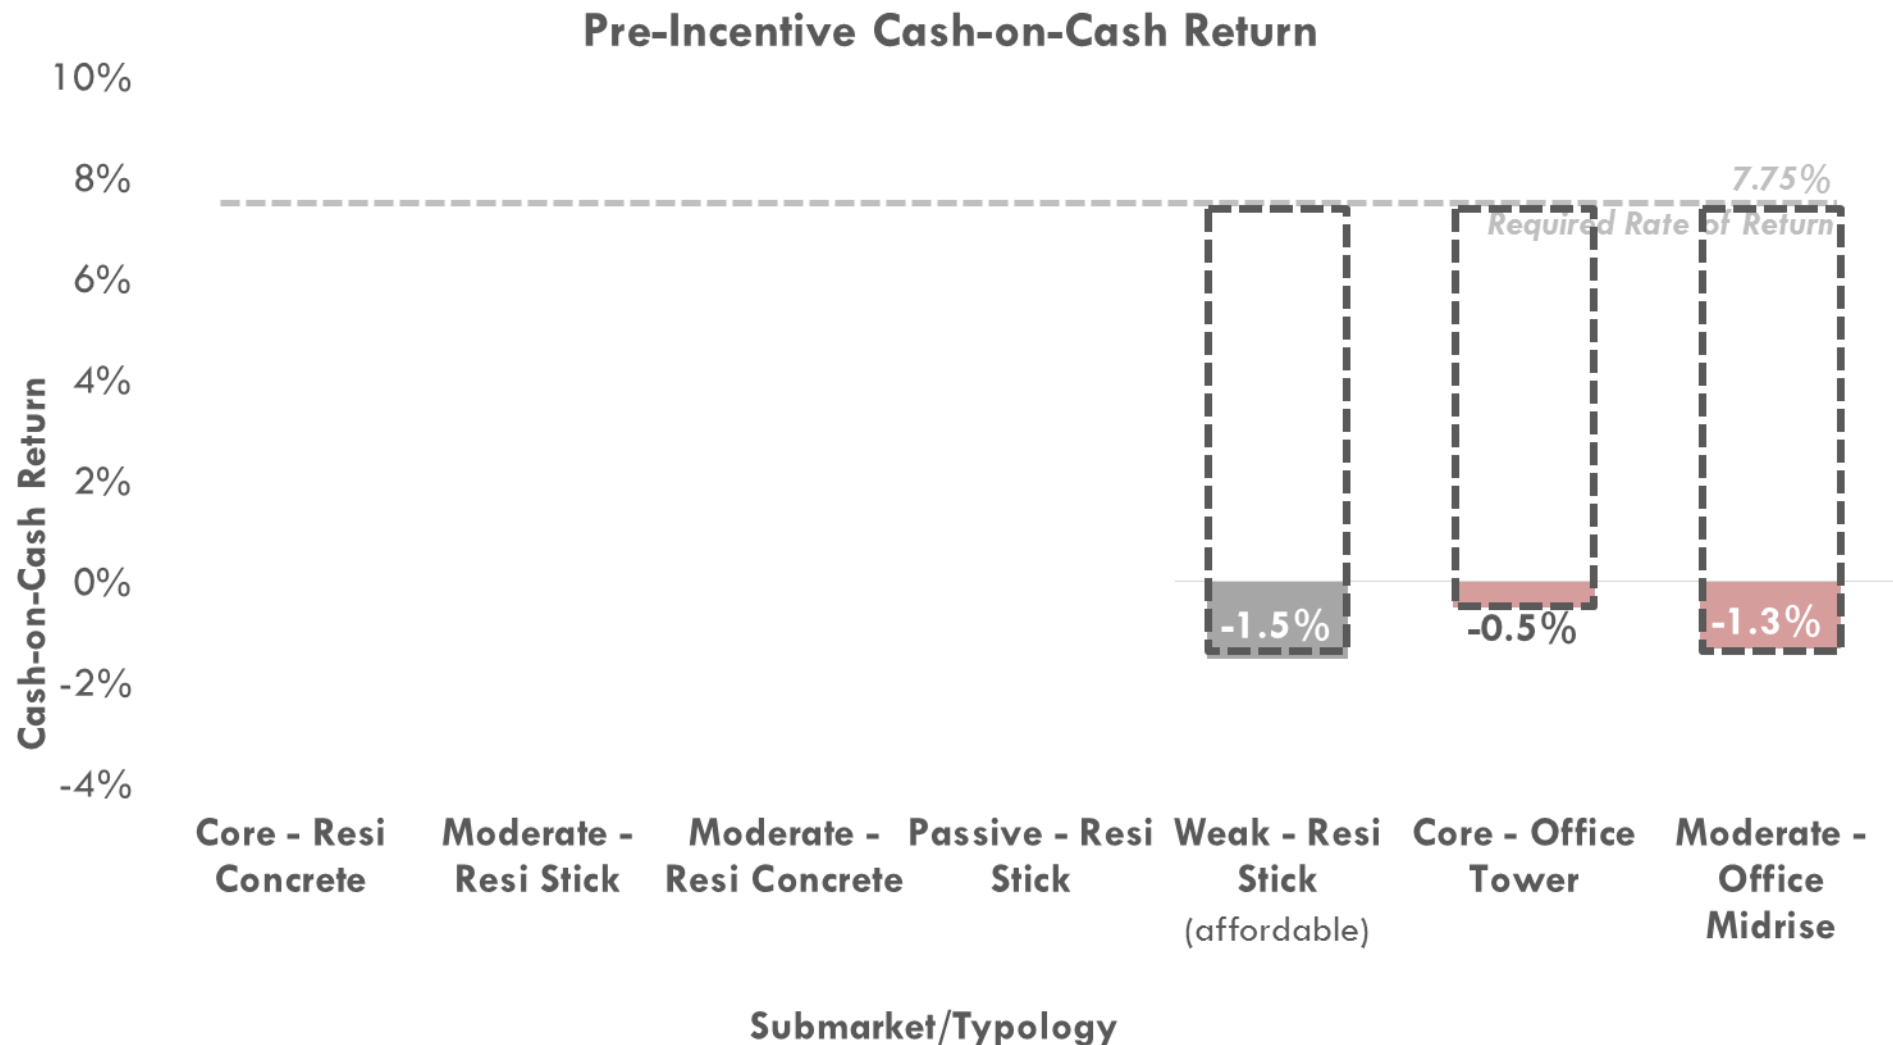 Pre-Incentive Cash-on-Cash Return
10%
8%
6%
4%
2%
0%
-2%
-4%
Cash-on-Cash Return
7.75%
Required Rate of Return
-1.5%
-0.5%
-1.3%
Core - Resi
Concrete
Moderate -
Resi Stick
Moderate -
Resi Concrete
Passive - Resi
Stick
Weak - Resi
Stick
(affordable)
Core - Office
Tower
Moderate -
Office
Midrise
Submarket/Typology